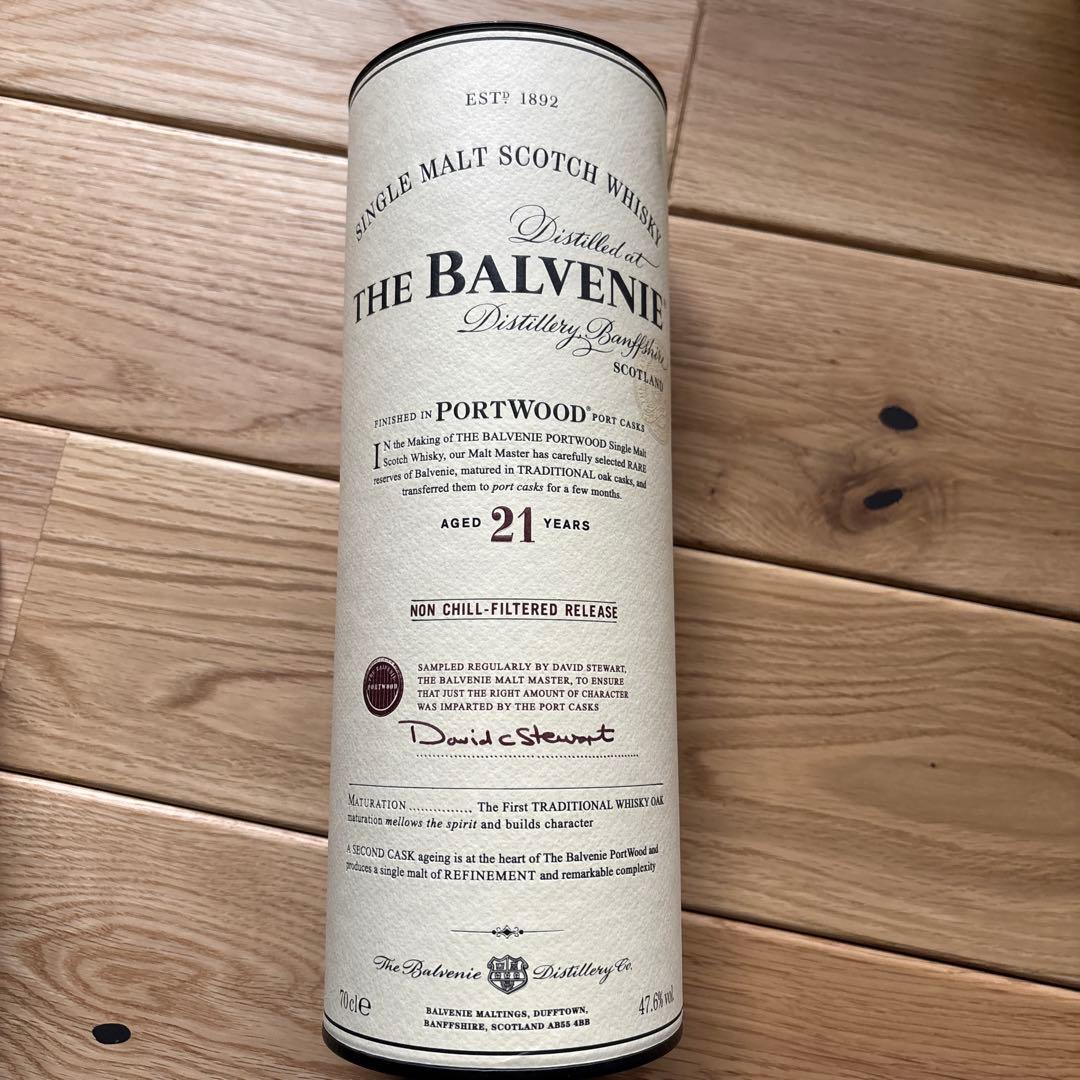 ESTD 1892
SINGLE MALT SCOTCH WHISKY
Distilled at
THE BALVENIE
Distillery, Banffshire
SCOTLAND
FINISHED IN PORTWOOD® PORT CASKS
IN the Making of THE BALVENIE PORTWOOD Single Malt
Scotch Whisky, our Malt Master has carefully selected RARE
reserves of Balvenie, matured in TRADITIONAL oak casks, and
transferred them to port casks for a few months.
AGED 21 YEARS
NON CHILL-FILTERED RELEASE
THE BALVENIE
PORTWOOD
SAMPLED REGULARLY BY DAVID STEWART,
THE BALVENIE MALT MASTER, TO ENSURE
THAT JUST THE RIGHT AMOUNT OF CHARACTER
WAS IMPARTED BY THE PORT CASKS
David C Stewart
MATURATION ............... The First TRADITIONAL WHISKY OAK
maturation mellows the spirit and builds character
A SECOND CASK ageing is at the heart of The Balvenie PortWood and
produces a single malt of REFINEMENT and remarkable complexity
The Balvenie Distillery Co.
70cl e
47.6% vol.
BALVENIE MALTINGS, DUFFTOWN,
BANFFSHIRE, SCOTLAND AB55 4BB